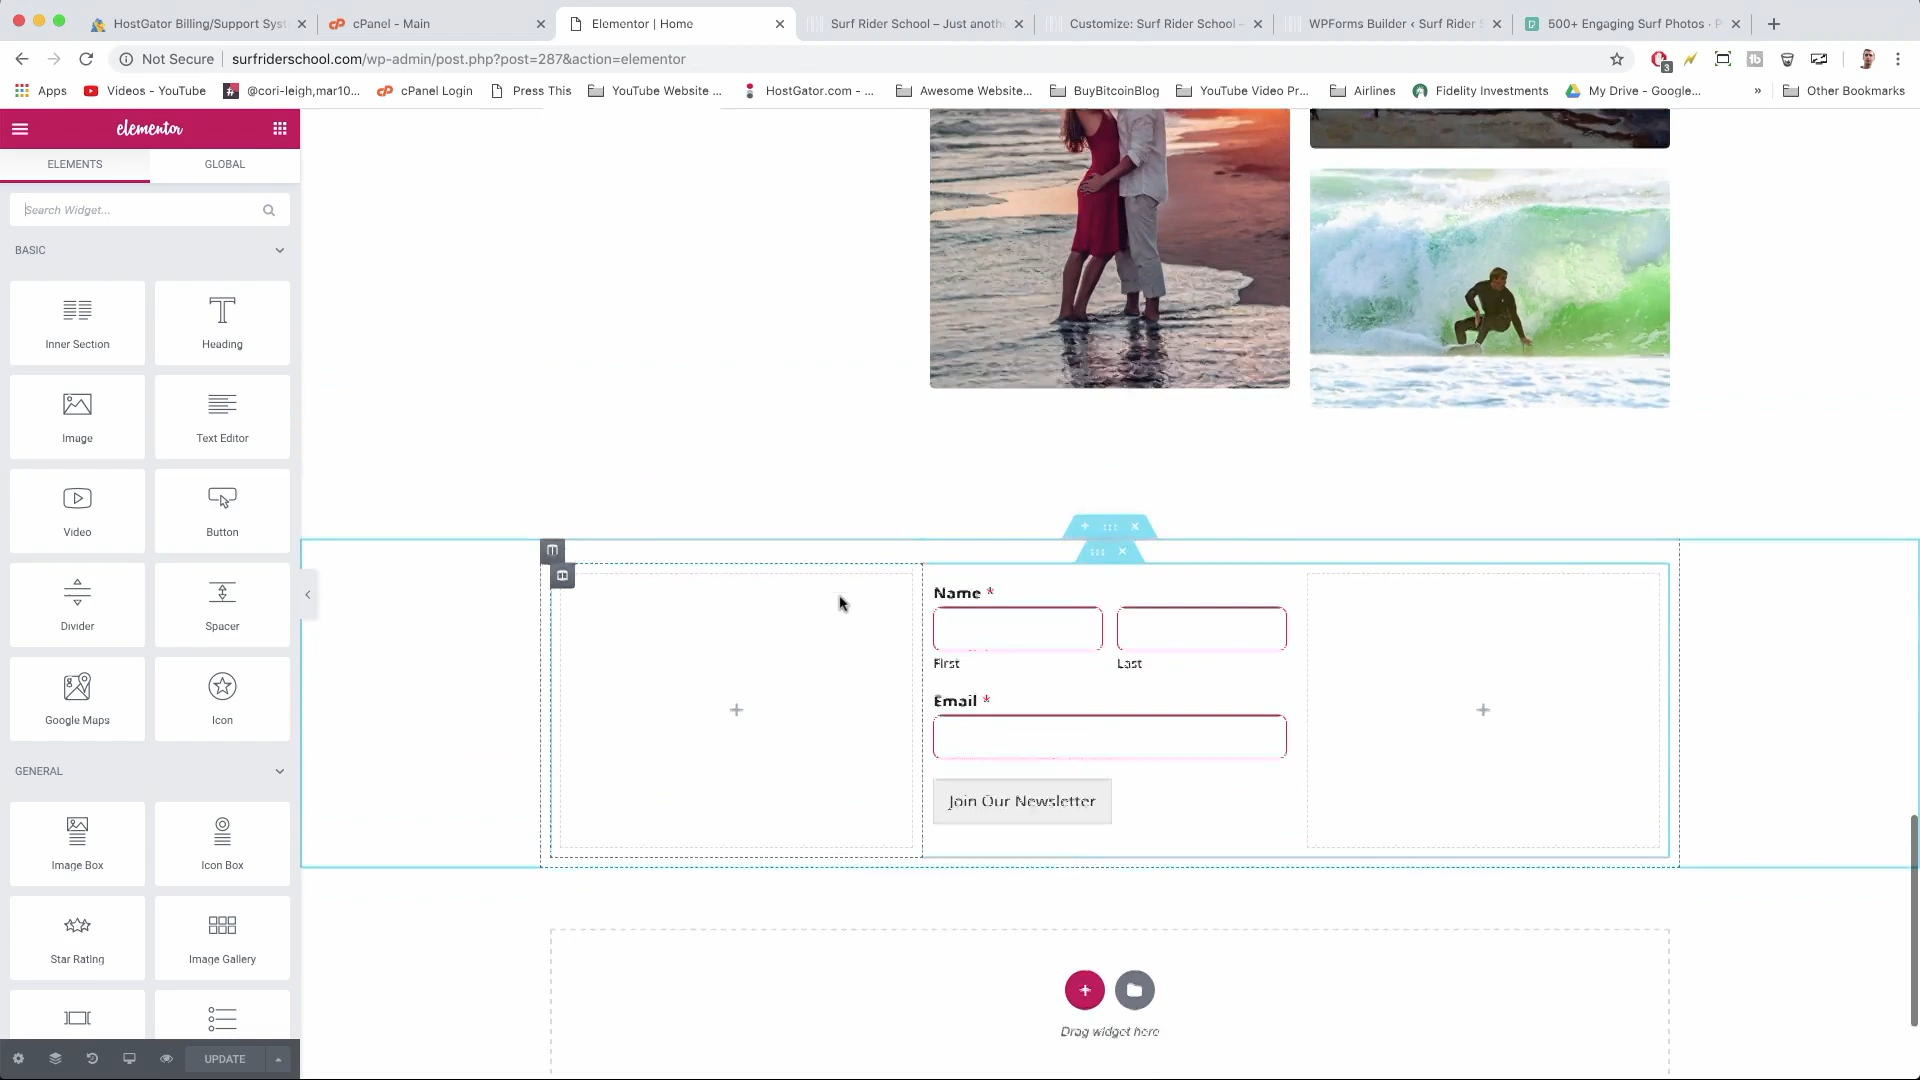 HostGator Billing/Support Syst
cPanel - Main
Elementor | Home
Surf Rider School – Just anoth
Customize: Surf Rider School –
WPForms Builder ‹ Surf Rider S
500+ Engaging Surf Photos · P
Not Secure
surfriderschool.com/wp-admin/post.php?post=287&action=elementor
3
Apps
Videos - YouTube
@cori-leigh,mar10...
cPanel Login
Press This
YouTube Website ...
HostGator.com - ...
Awesome Website...
BuyBitcoinBlog
YouTube Video Pr...
Airlines
Fidelity Investments
My Drive - Google...
»
Other Bookmarks
elementor
ELEMENTS
GLOBAL
Search Widget...
BASIC
Inner Section
Heading
Image
Text Editor
Video
Button
Divider
Spacer
Google Maps
Icon
GENERAL
Image Box
Icon Box
Star Rating
Image Gallery
UPDATE
Name *
First
Last
Email *
Join Our Newsletter
Drag widget here